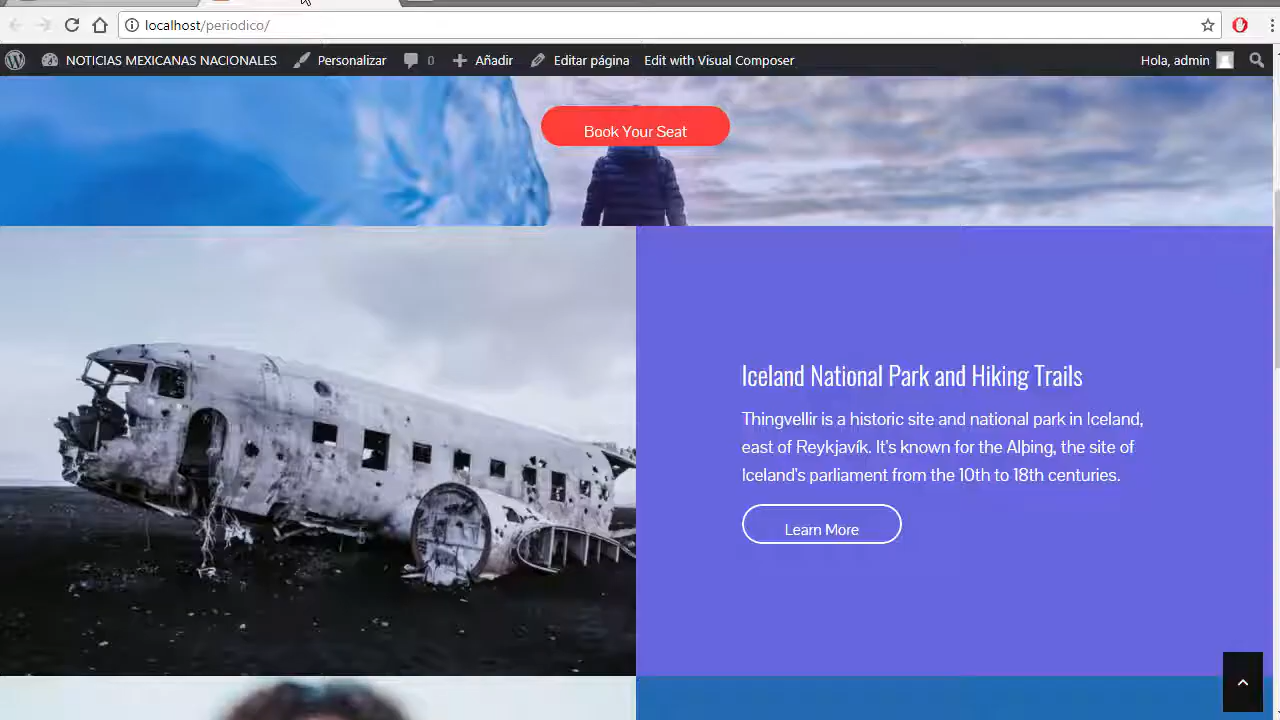 localhost/periodico/
NOTICIAS MEXICANAS NACIONALES Personalizar 0 Añadir Editar página Edit with Visual Composer Hola, admin
Book Your Seat
Iceland National Park and Hiking Trails
Thingvellir is a historic site and national park in Iceland,
east of Reykjavík. It's known for the Alþing, the site of
Iceland's parliament from the 10th to 18th centuries.
Learn More